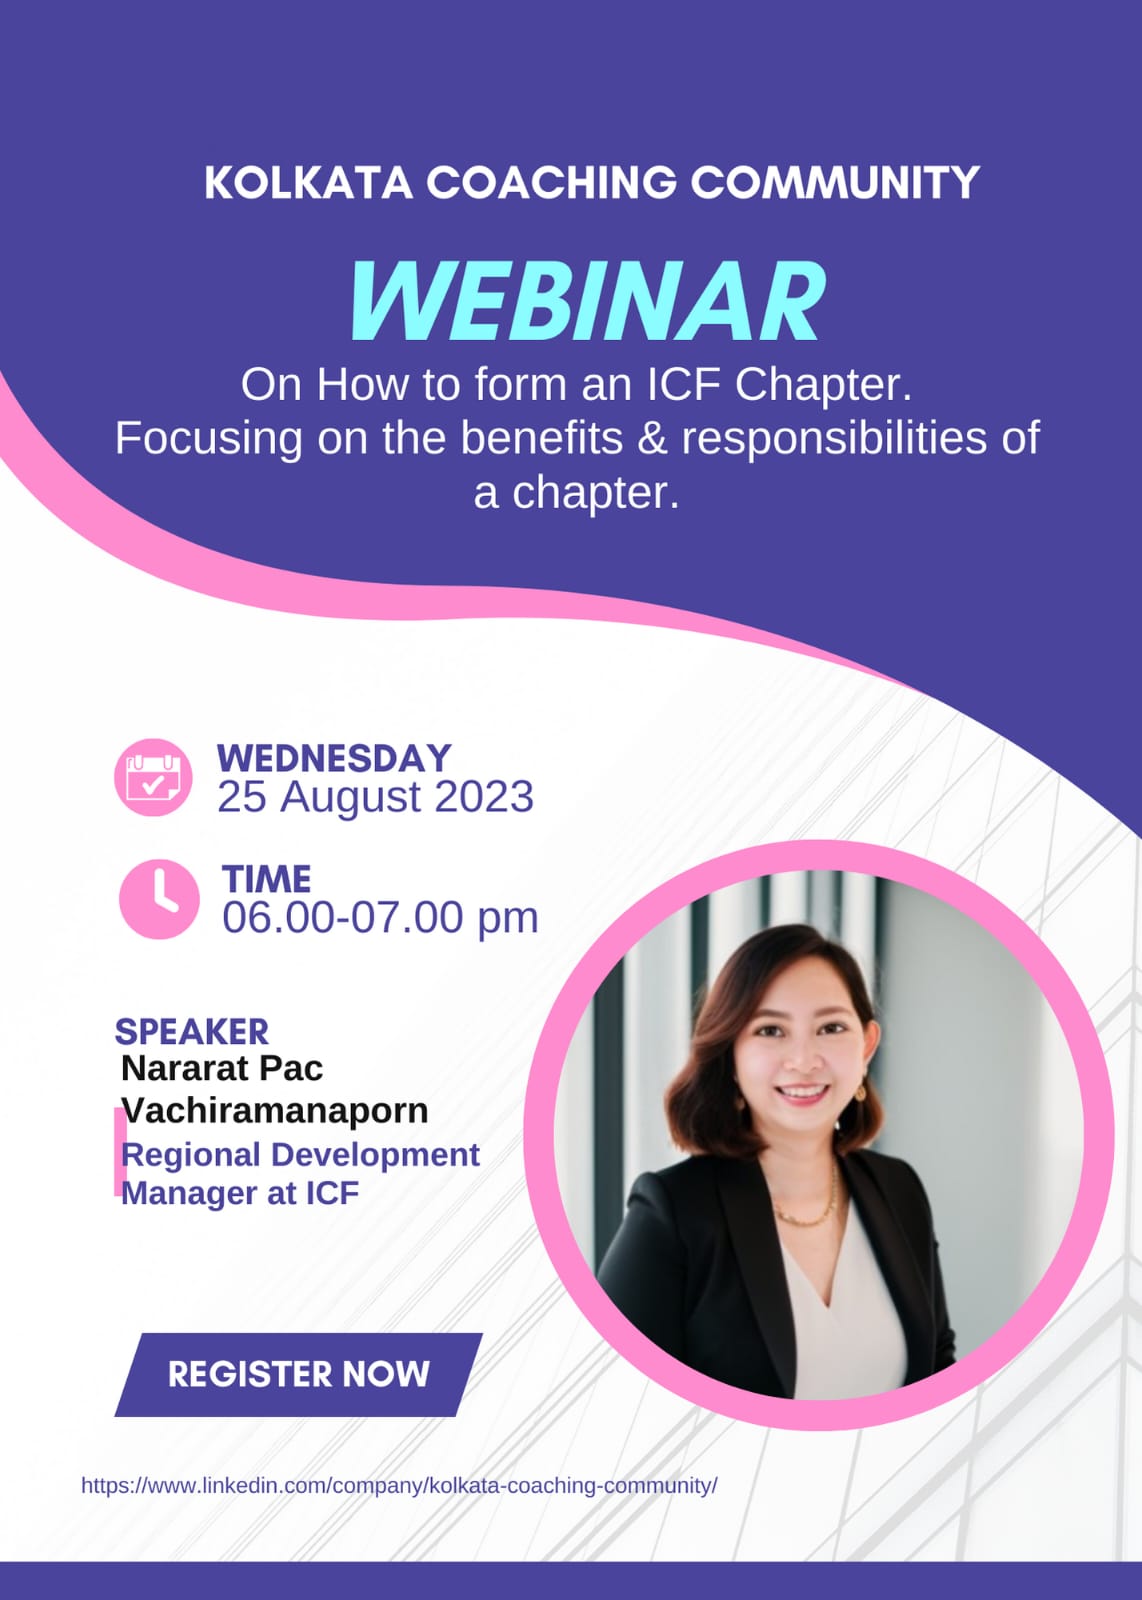 KOLKATA COACHING COMMUNITY
WEBINAR
On How to form an ICF Chapter.
Focusing on the benefits & responsibilities of
a chapter.
WEDNESDAY
25 August 2023
TIME
06.00-07.00 pm
SPEAKER
Nararat Pac
Vachiramanaporn
Regional Development
Manager at ICF
REGISTER NOW
https://www.linkedin.com/company/kolkata-coaching-community/